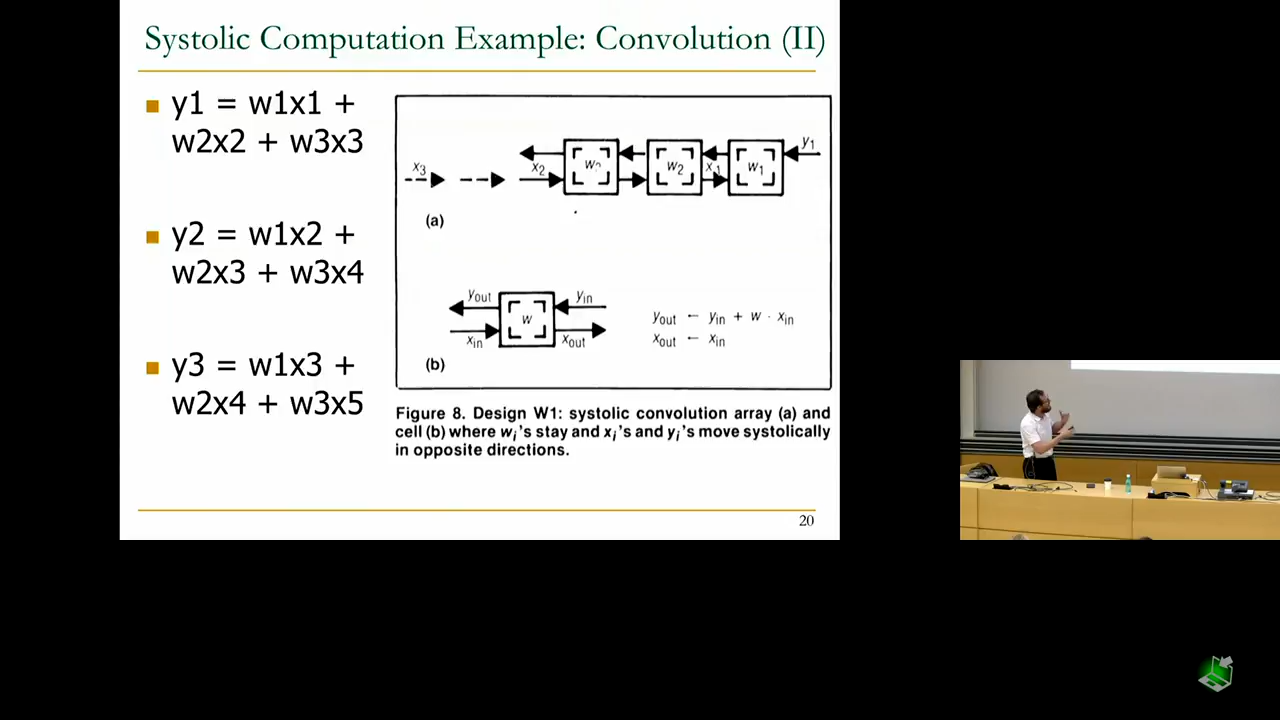 Systolic Computation Example: Convolution (II)
y1 = w1x1 +
w2x2 + w3x3
y2 = w1x2 +
w2x3 + w3x4
y3 = w1x3 +
w2x4 + w3x5
x3 x2 w2 x1 w1 y1
(a)
yout yin
w
xin xout
yout ← yin + w · xin
xout ← xin
(b)
Figure 8. Design W1: systolic convolution array (a) and
cell (b) where wi's stay and xi's and yi's move systolically
in opposite directions.
20